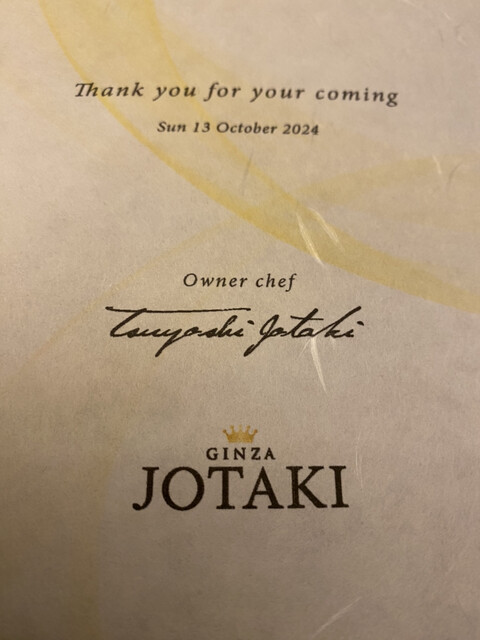 Thank you for your coming
Sun 13 October 2024
Owner chef
Tsuyoshi Jotaki
GINZA
JOTAKI